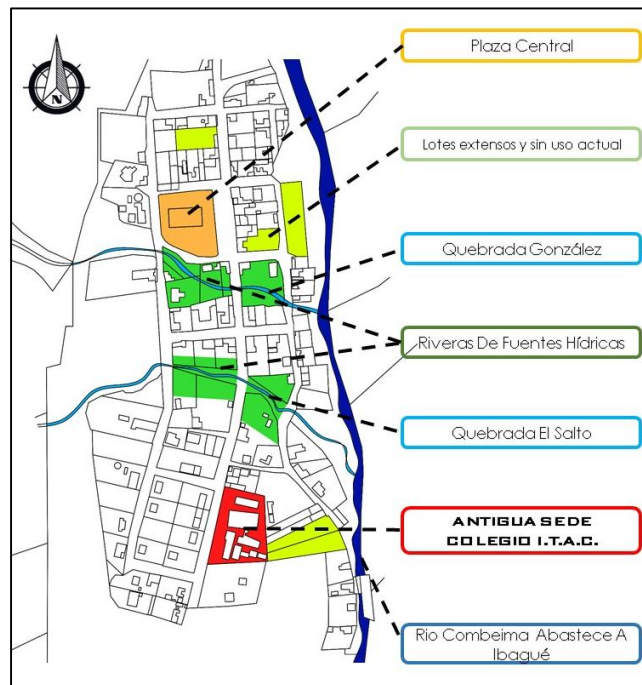 Plaza Central
N
Lotes extensos y sin uso actual
Quebrada González
Riveras De Fuentes Hídricas
Quebrada El Salto
ANTIGUA SEDE
COLEGIO I.T.A.C.
Rio Combeima Abastece A
Ibagué